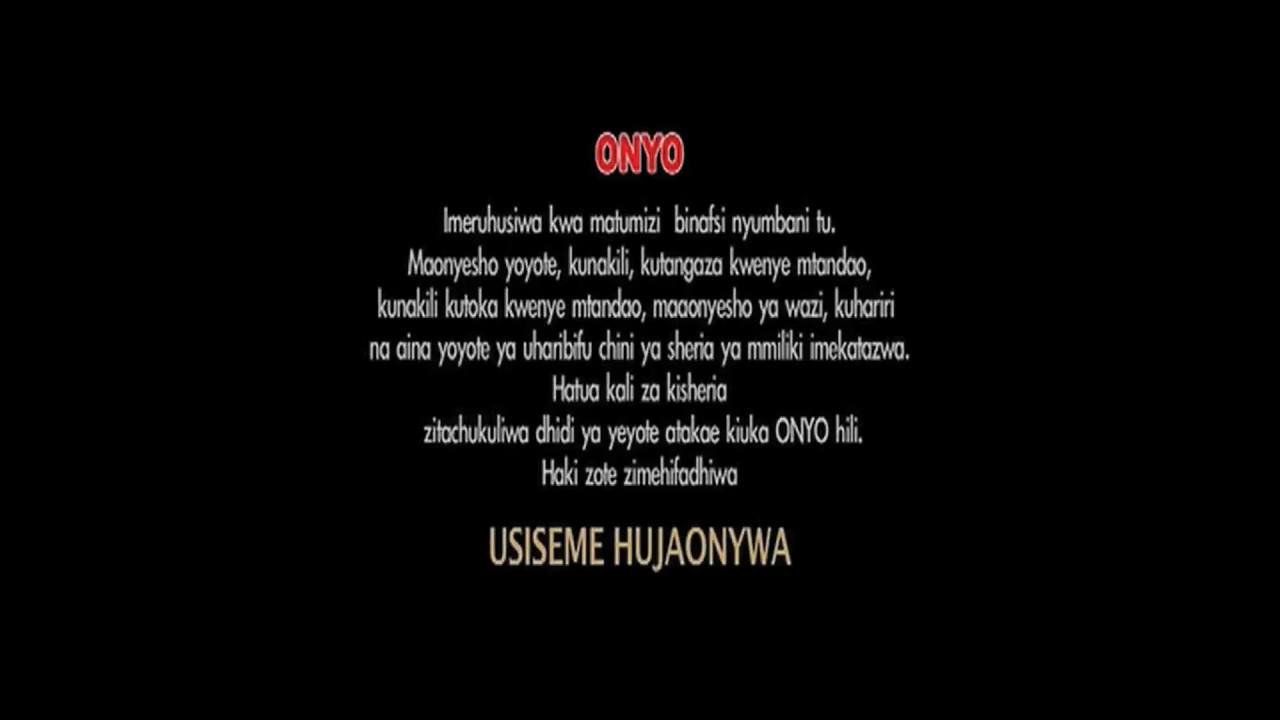 ONYO
Imeruhusiwa kwa matumizi binafsi nyumbani tu.
Maonyesho yoyote, kunakili, kutangaza kwenye mtandao,
kunakili kutoka kwenye mtandao, maaonyesho ya wazi, kuhariri
na aina yoyote ya uharibifu chini ya sheria ya mmiliki imekatazwa.
Hatua kali za kisheria
zitachukuliwa dhidi ya yeyote atakae kiuka ONYO hili.
Haki zote zimehifadhiwa
USISEME HUJAONYWA